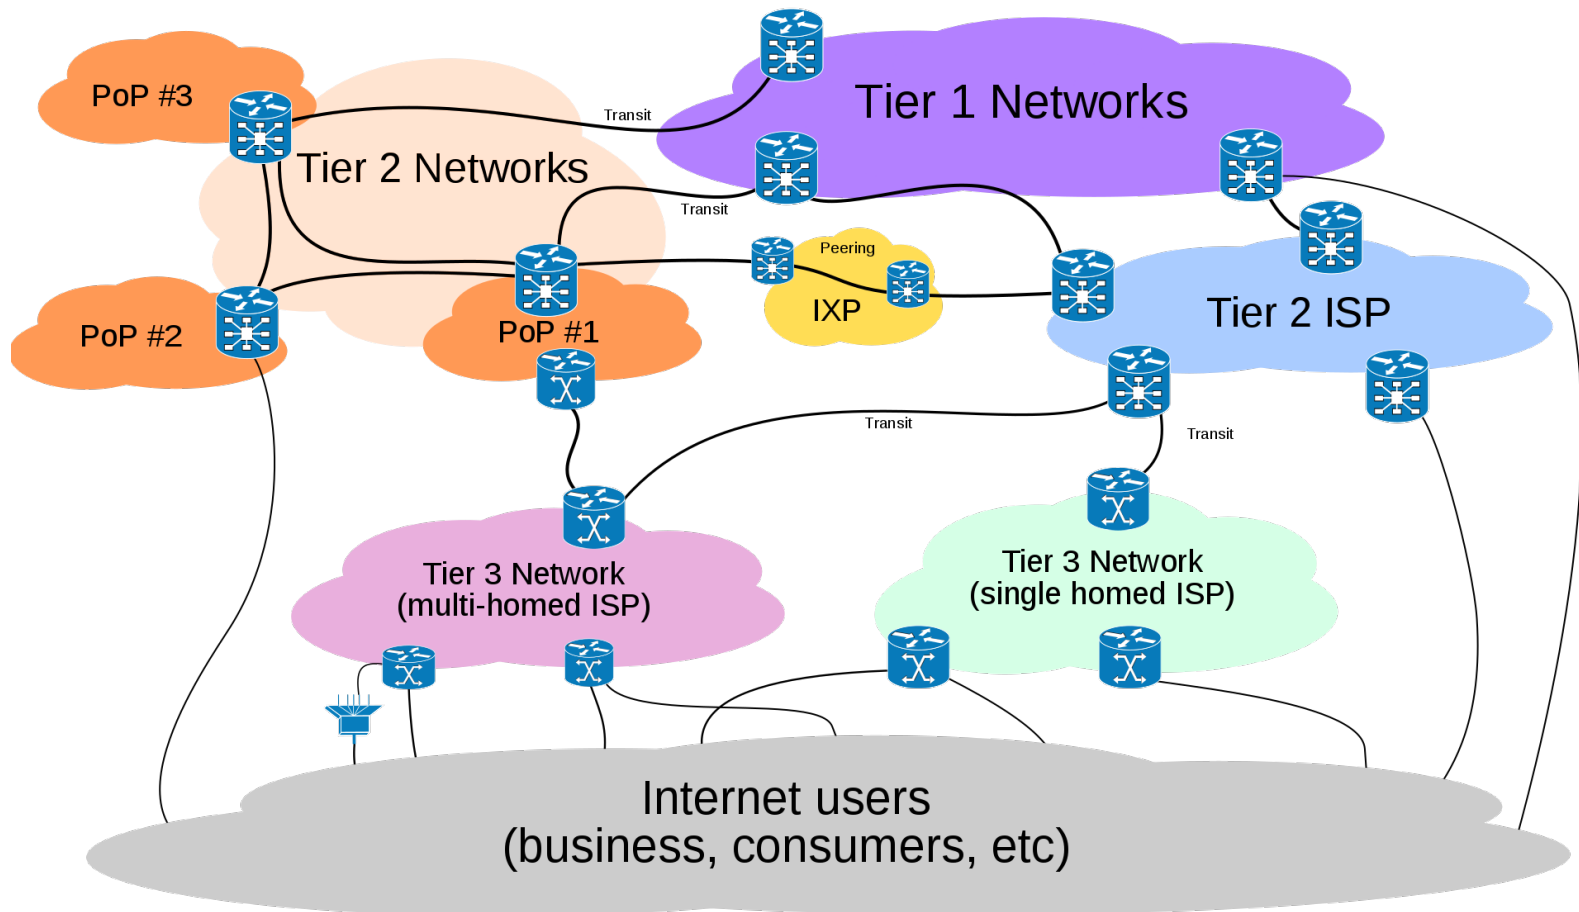 PoP #3
Tier 1 Networks
Transit
Tier 2 Networks
Transit
Peering
IXP
Tier 2 ISP
PoP #2
PoP #1
Transit
Transit
Tier 3 Network
(multi-homed ISP)
Tier 3 Network
(single homed ISP)
Internet users
(business, consumers, etc)